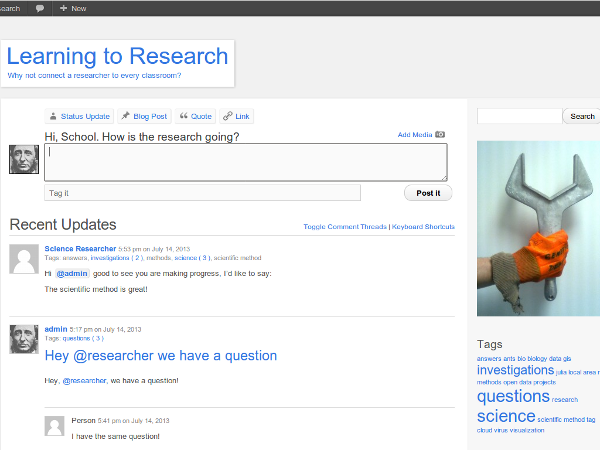 search New
Learning to Research
Why not connect a researcher to every classroom?
Status Update Blog Post Quote Link
Hi, School. How is the research going?
Add Media
Tag it
Post it
Recent Updates
Toggle Comment Threads | Keyboard Shortcuts
Science Researcher 5:53 pm on July 14, 2013
Tags: answers, investigations ( 2 ), methods, science ( 3 ), scientific method
Hi @admin good to see you are making progress, I'd like to say:
The scientific method is great!
admin 5:17 pm on July 14, 2013
Tags: questions ( 3 )
Hey @researcher we have a question
Hey, @researcher, we have a question!
Person 5:41 pm on July 14, 2013
I have the same question!
Search
Tags
answers ants bio biology data gis
investigations julia local area
methods open data projects
questions research
science scientific method tag
cloud virus visualization